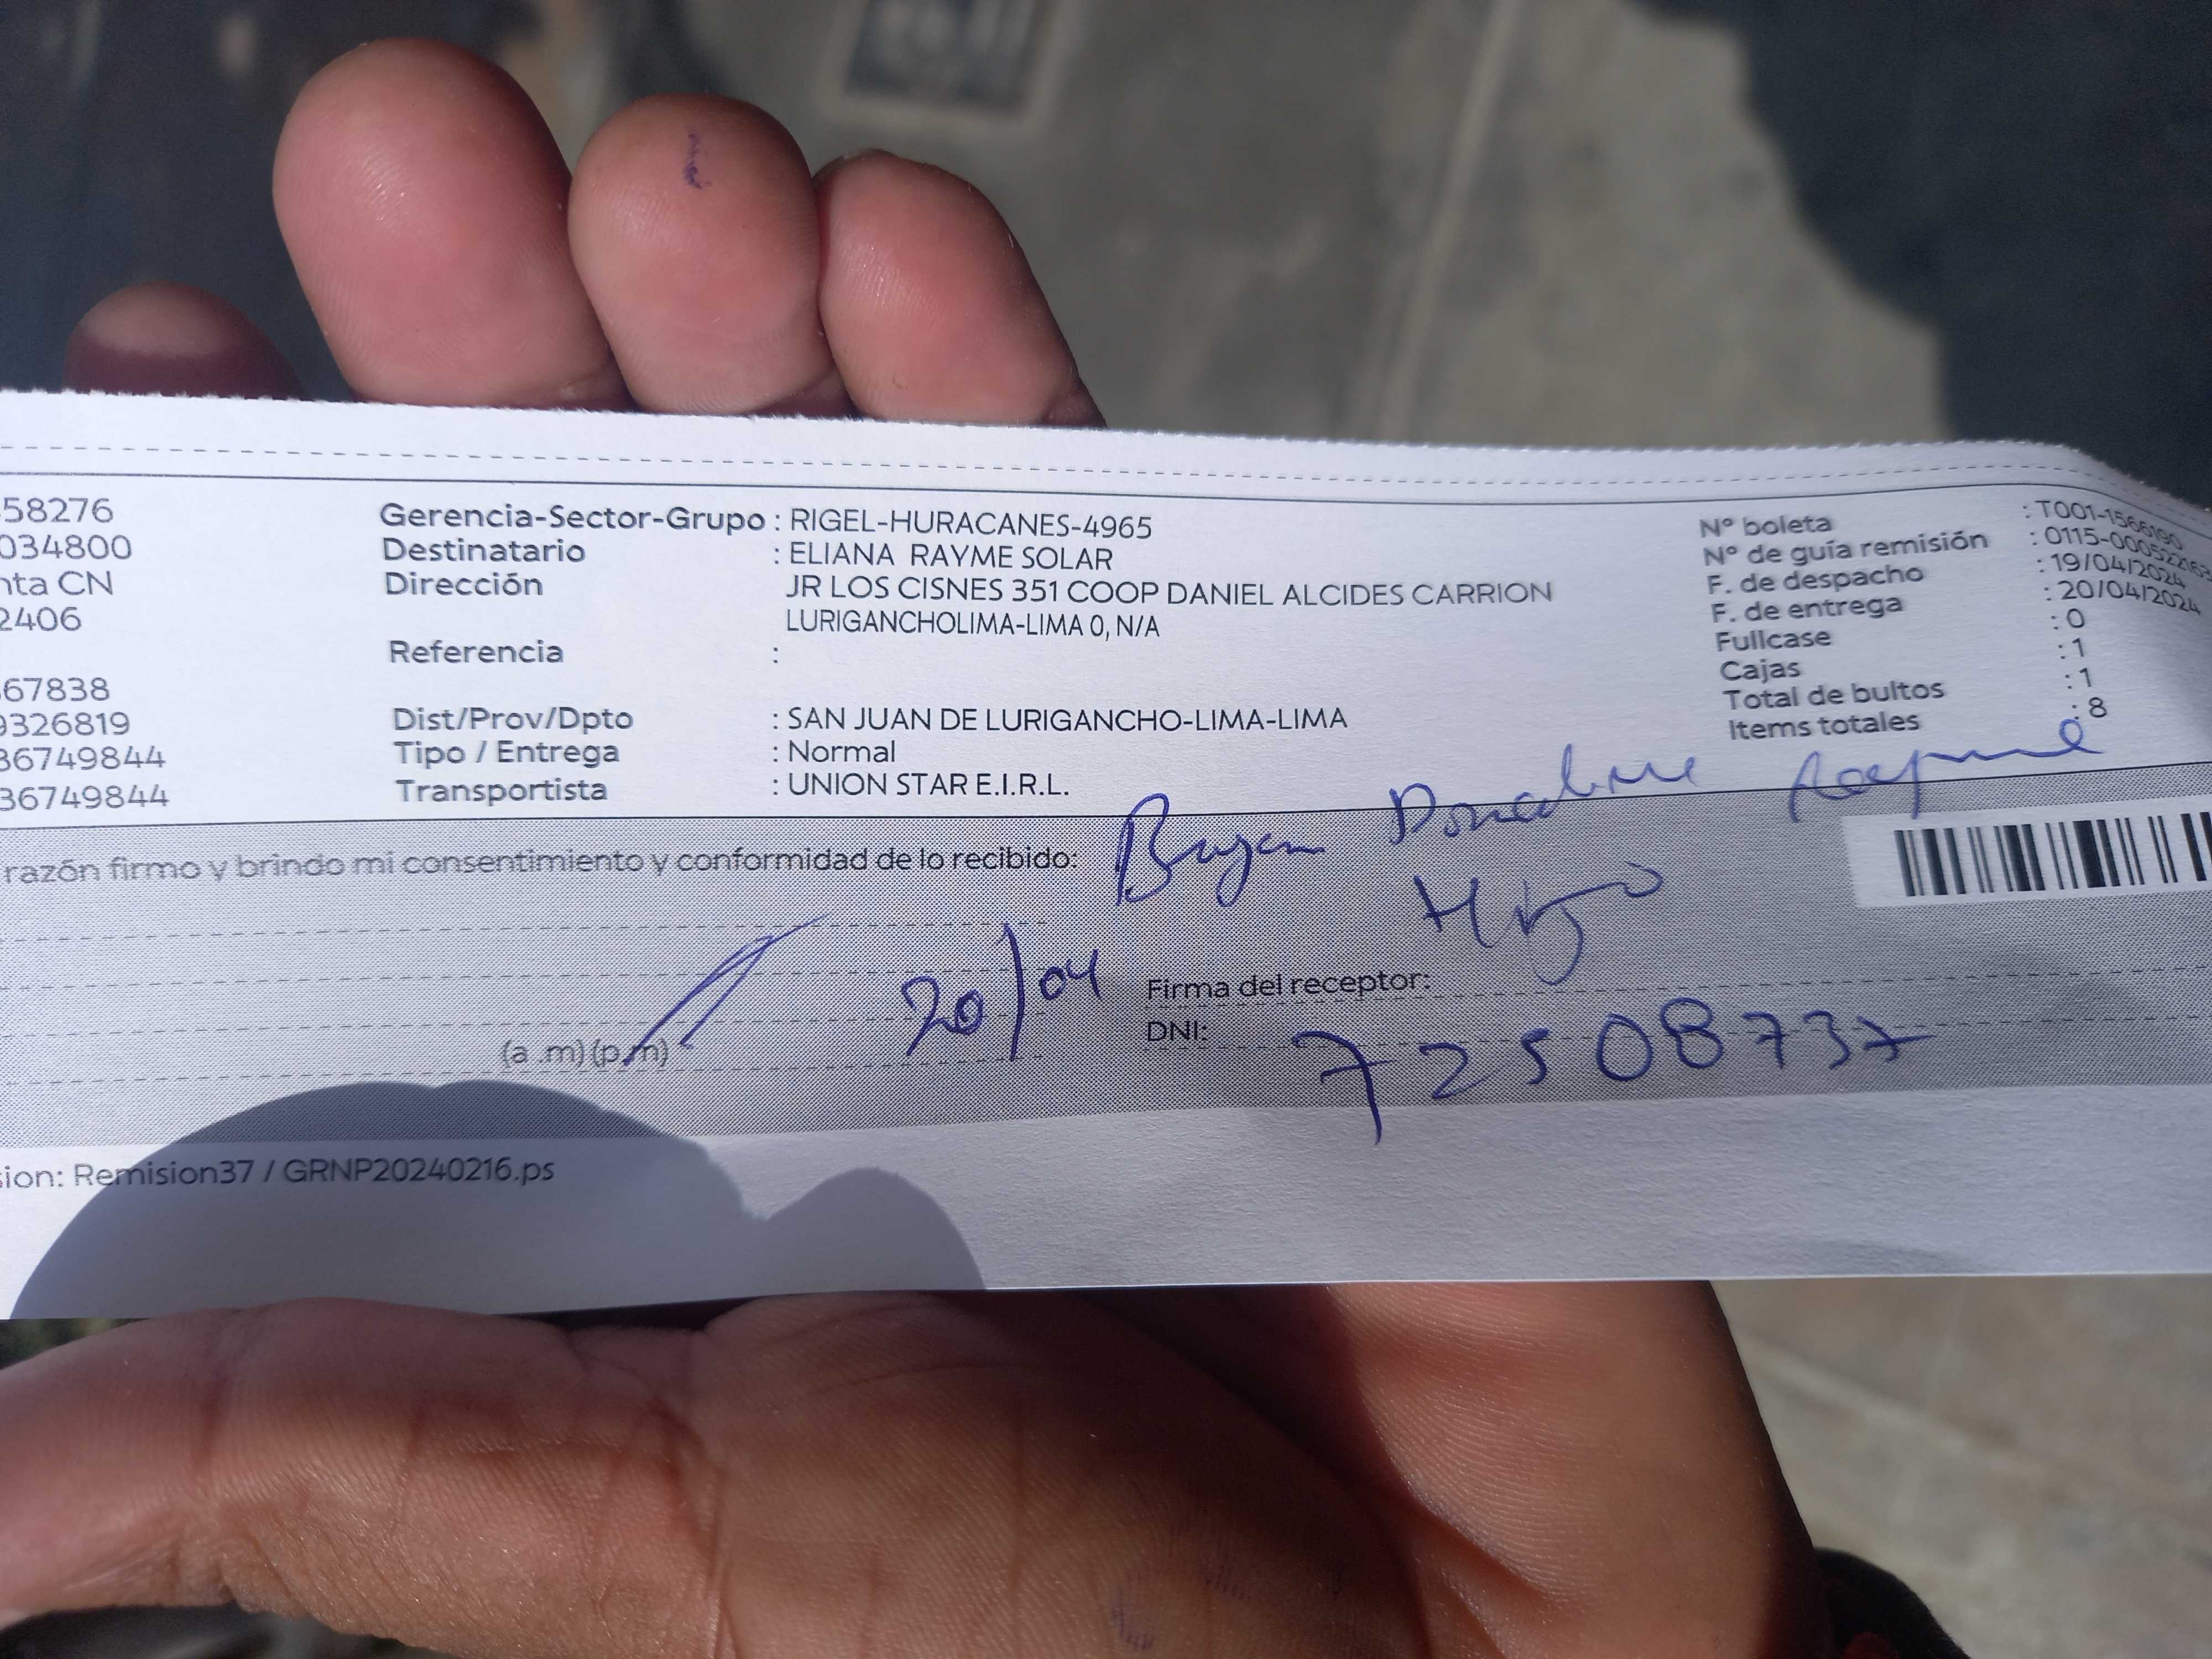 58276
034800
nta CN
2406
67838
9326819
36749844
36749844
Gerencia-Sector-Grupo : RIGEL-HURACANES-4965
Destinatario : ELIANA RAYME SOLAR
Dirección JR LOS CISNES 351 COOP DANIEL ALCIDES CARRION
LURIGANCHOLIMA-LIMA 0, N/A
Referencia :
Dist/Prov/Dpto : SAN JUAN DE LURIGANCHO-LIMA-LIMA
Tipo / Entrega : Normal
Transportista : UNION STAR E.I.R.L.
N° boleta : T001-1566190
N° de guía remisión : 0115-000522163
F. de despacho : 19/04/2024
F. de entrega : 20/04/2024
Fullcase : 0
Cajas : 1
Total de bultos : 1
Items totales : 8
razón firmo y brindo mi consentimiento y conformidad de lo recibido:
Hijo
20/04
(a .m) (p.m)
Firma del receptor:
DNI: 72508737
sion: Remision37 / GRNP20240216.ps